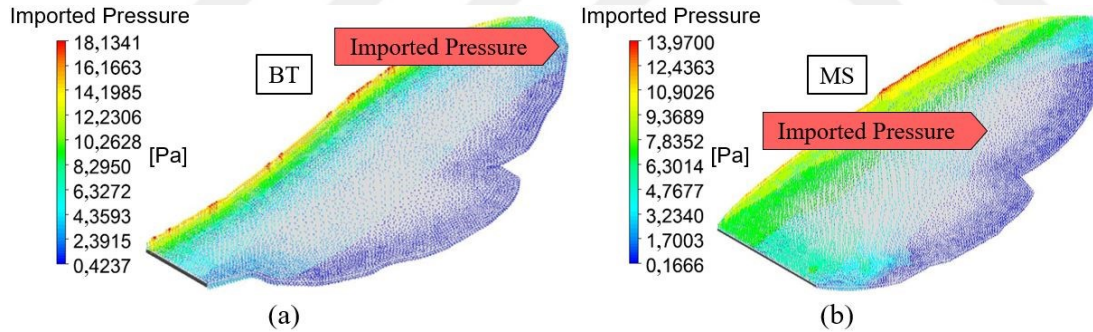 Imported Pressure
18,1341
16,1663
14,1985
12,2306
10,2628
8,2950
6,3272
4,3593
2,3915
0,4237
[Pa]
BT
Imported Pressure
(a)
Imported Pressure
13,9700
12,4363
10,9026
9,3689
7,8352
6,3014
4,7677
3,2340
1,7003
0,1666
[Pa]
MS
Imported Pressure
(b)